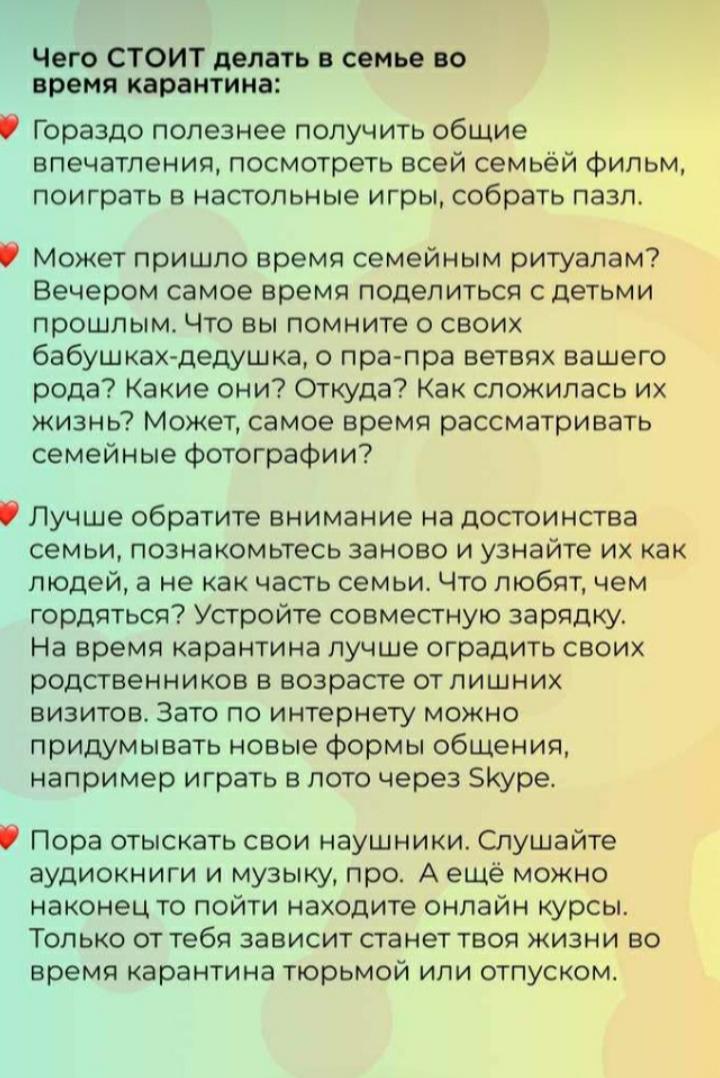 Чего СТОИТ делать в семье во
время карантина:
Гораздо полезнее получить общие
впечатления, посмотреть всей семьёй фильм,
поиграть в настольные игры, собрать пазл.
Может пришло время семейным ритуалам?
Вечером самое время поделиться с детьми
прошлым. Что вы помните о своих
бабушках-дедушка, о пра-пра ветвях вашего
рода? Какие они? Откуда? Как сложилась их
жизнь? Может, самое время рассматривать
семейные фотографии?
Лучше обратите внимание на достоинства
семьи, познакомьтесь заново и узнайте их как
людей, а не как часть семьи. Что любят, чем
гордяться? Устройте совместную зарядку.
На время карантина лучше оградить своих
родственников в возрасте от лишних
визитов. Зато по интернету можно
придумывать новые формы общения,
например играть в лото через Skype.
Пора отыскать свои наушники. Слушайте
аудиокниги и музыку, про.  А ещё можно
наконец то пойти находите онлайн курсы.
Только от тебя зависит станет твоя жизни во
время карантина тюрьмой или отпуском.